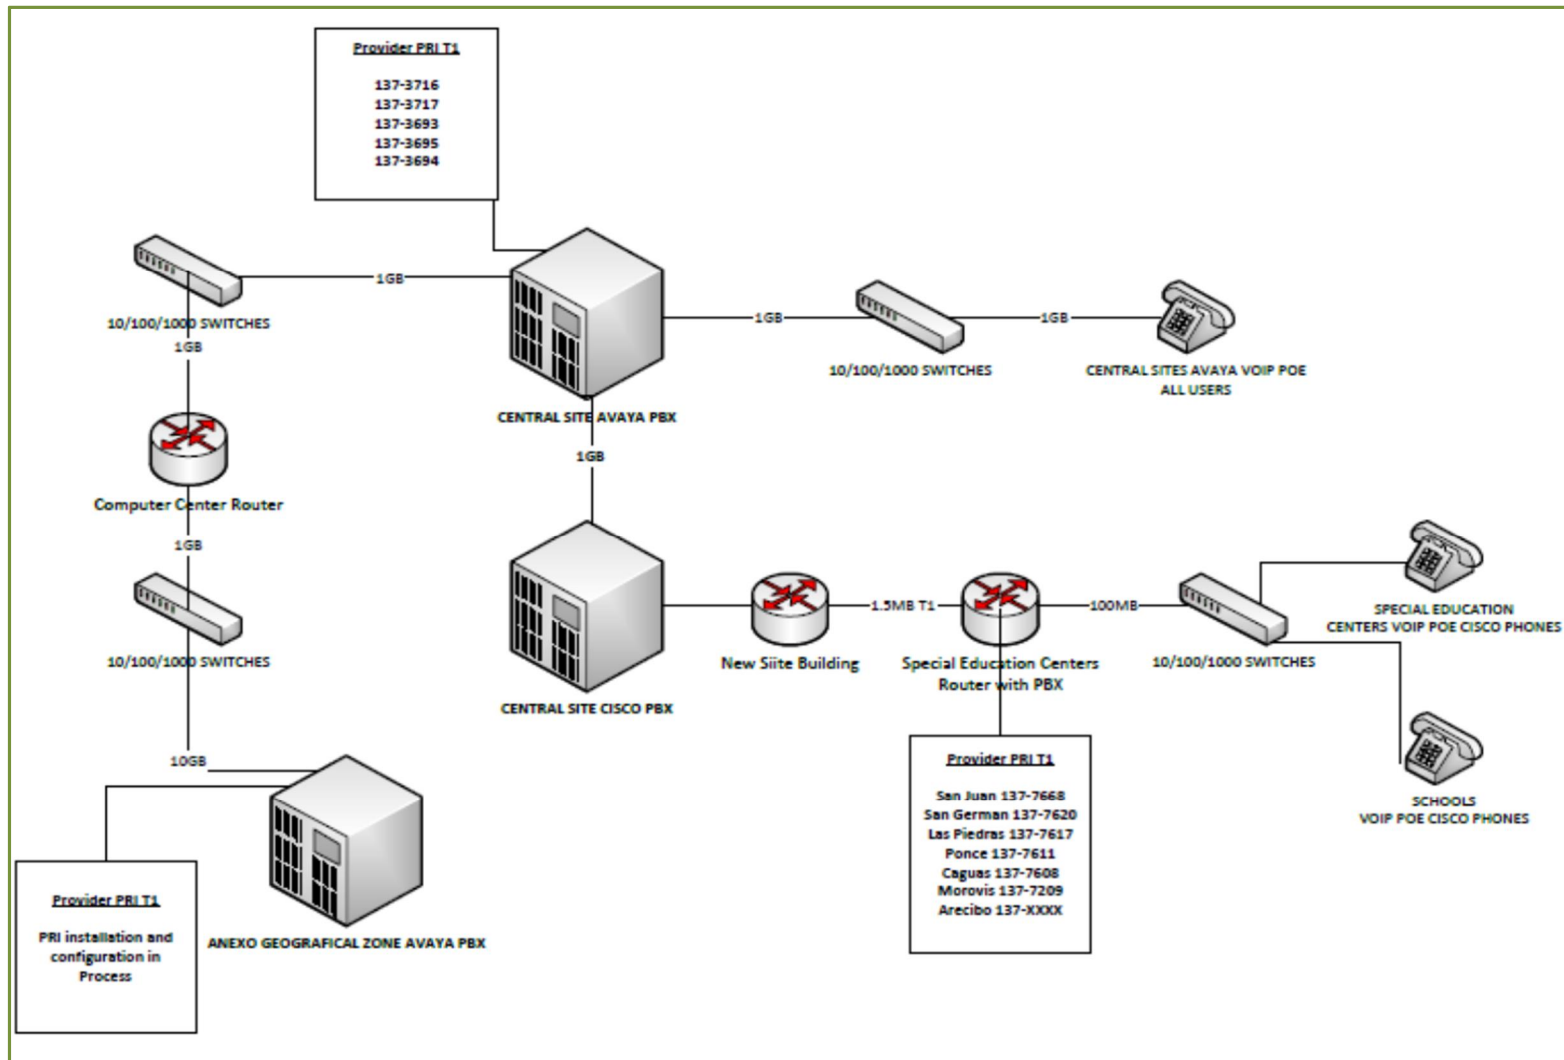 Provider PRI T1
137-3716
137-3717
137-3693
137-3695
137-3694
1GB
10/100/1000 SWITCHES
1GB
1GB
1GB
10/100/1000 SWITCHES
CENTRAL SITES AVAYA VOIP POE
ALL USERS
CENTRAL SITE AVAYA PBX
1GB
Computer Center Router
1GB
10/100/1000 SWITCHES
10GB
CENTRAL SITE CISCO PBX
New Siite Building
1.5MB T1
Special Education Centers
Router with PBX
100MB
10/100/1000 SWITCHES
SPECIAL EDUCATION
CENTERS VOIP POE CISCO PHONES
SCHOOLS
VOIP POE CISCO PHONES
Provider PRI T1
San Juan 137-7668
San German 137-7620
Las Piedras 137-7617
Ponce 137-7611
Caguas 137-7608
Morovis 137-7209
Arecibo 137-XXXX
Provider PRI T1
PRI installation and
configuration in
Process
ANEXO GEOGRAFICAL ZONE AVAYA PBX